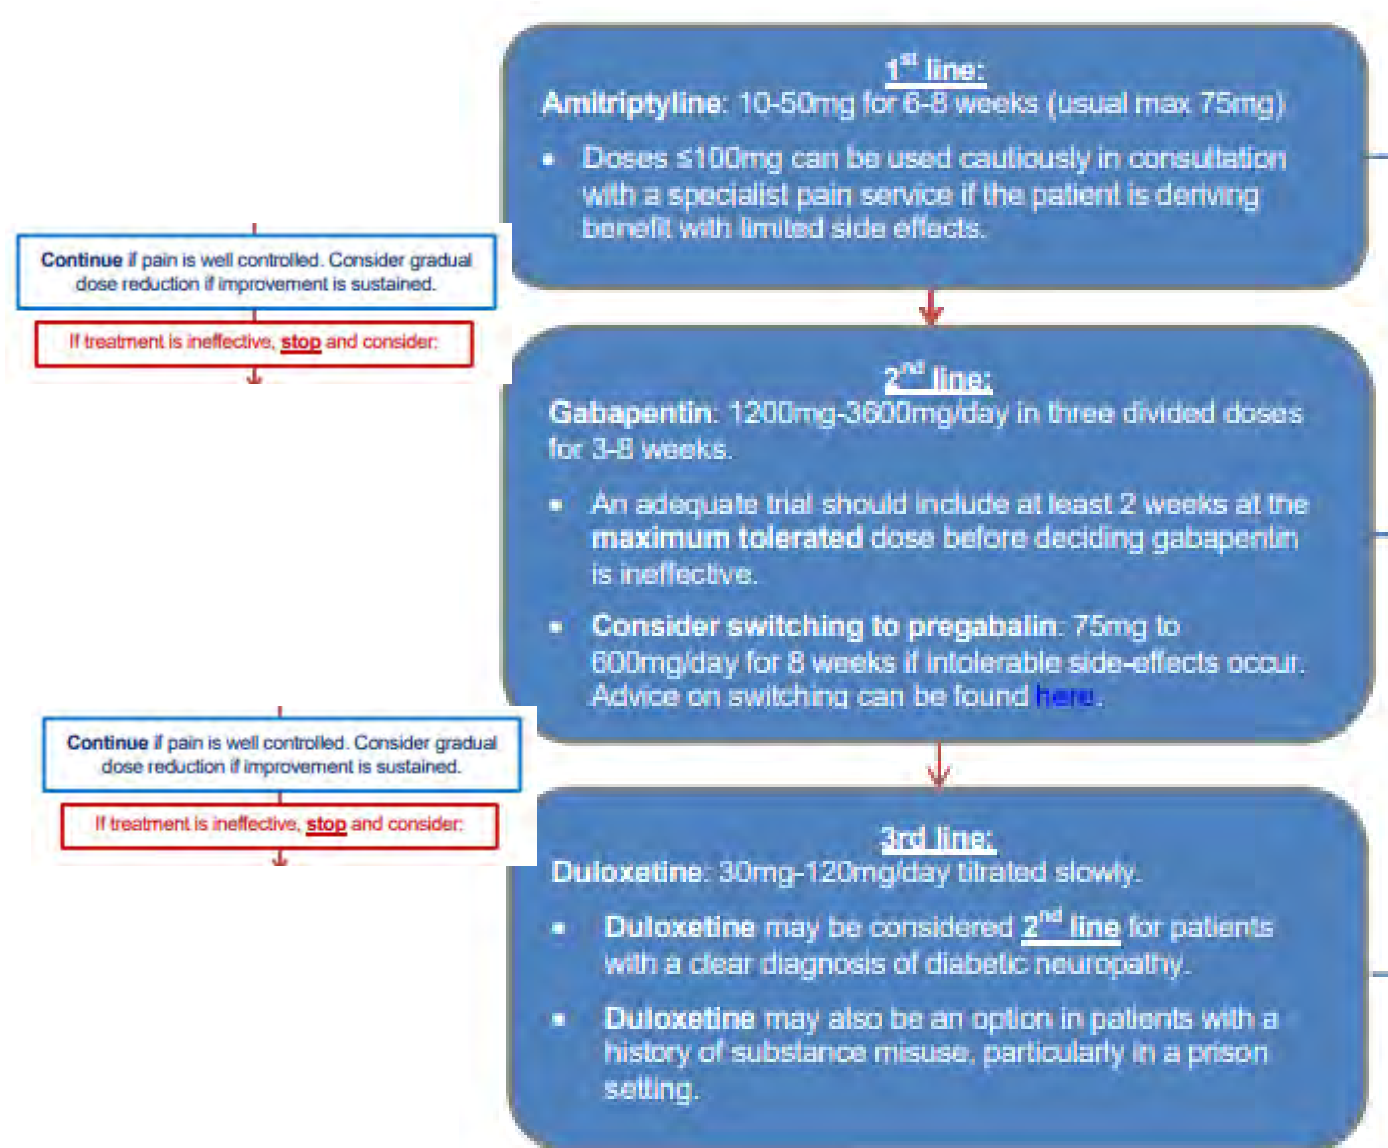 1st line:
Amitriptyline: 10-50mg for 6-8 weeks (usual max 75mg)
• Doses ≤100mg can be used cautiously in consultation
with a specialist pain service if the patient is deriving
benefit with limited side effects.
Continue if pain is well controlled. Consider gradual
dose reduction if improvement is sustained.
If treatment is ineffective, stop and consider:
2nd line:
Gabapentin: 1200mg-3600mg/day in three divided doses
for 3-8 weeks.
• An adequate trial should include at least 2 weeks at the
maximum tolerated dose before deciding gabapentin
is ineffective.
• Consider switching to pregabalin: 75mg to
600mg/day for 8 weeks if intolerable side-effects occur.
Advice on switching can be found here.
Continue if pain is well controlled. Consider gradual
dose reduction if improvement is sustained.
If treatment is ineffective, stop and consider:
3rd line:
Duloxetine: 30mg-120mg/day titrated slowly.
• Duloxetine may be considered 2nd line for patients
with a clear diagnosis of diabetic neuropathy.
• Duloxetine may also be an option in patients with a
history of substance misuse, particularly in a prison
setting.